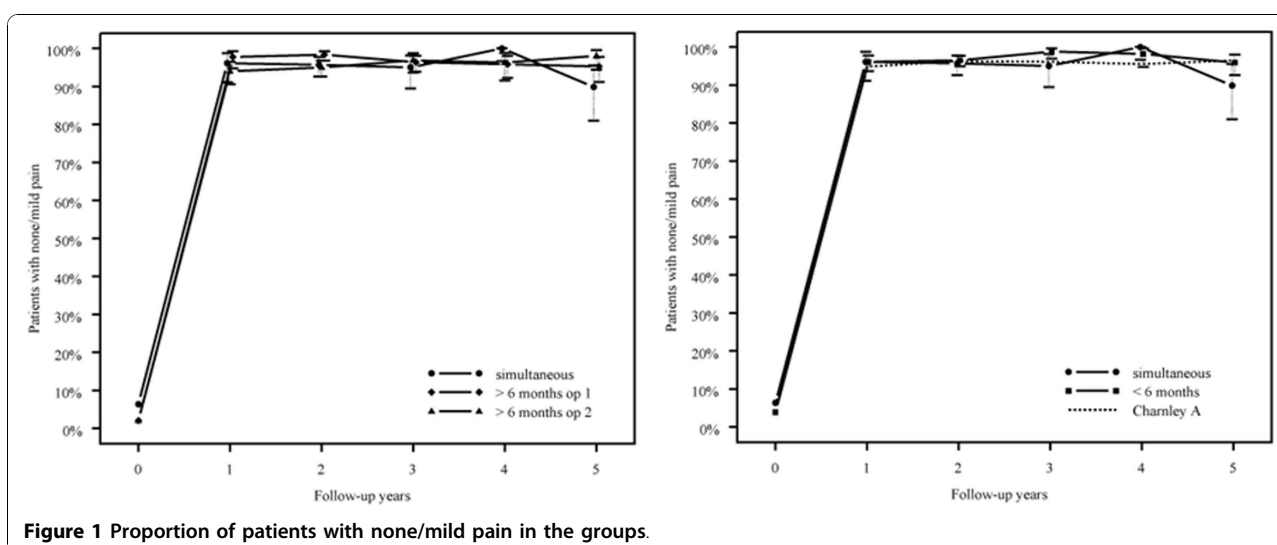 Patients with none/mild pain
100%
90%
80%
70%
60%
50%
40%
30%
20%
10%
0%
0 1 2 3 4 5
Follow-up years
simultaneous
> 6 months op 1
> 6 months op 2
Patients with none/mild pain
100%
90%
80%
70%
60%
50%
40%
30%
20%
10%
0%
0 1 2 3 4 5
Follow-up years
simultaneous
< 6 months
Charnley A
Figure 1 Proportion of patients with none/mild pain in the groups.